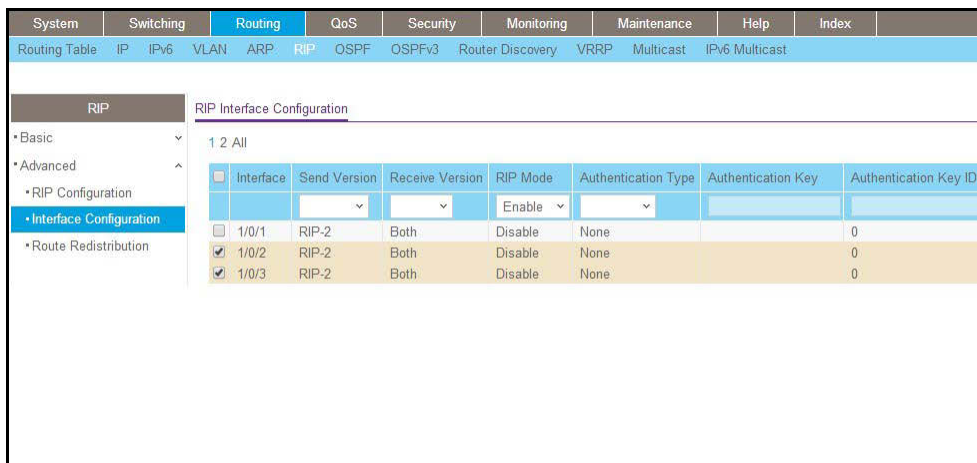 System Switching Routing QoS Security Monitoring Maintenance Help Index
Routing Table IP IPv6 VLAN ARP RIP OSPF OSPFv3 Router Discovery VRRP Multicast IPv6 Multicast
RIP
Basic
Advanced
RIP Configuration
Interface Configuration
Route Redistribution
RIP Interface Configuration
1 2 All
Interface Send Version Receive Version RIP Mode Authentication Type Authentication Key Authentication Key ID
Enable
1/0/1 RIP-2 Both Disable None 0
1/0/2 RIP-2 Both Disable None 0
1/0/3 RIP-2 Both Disable None 0